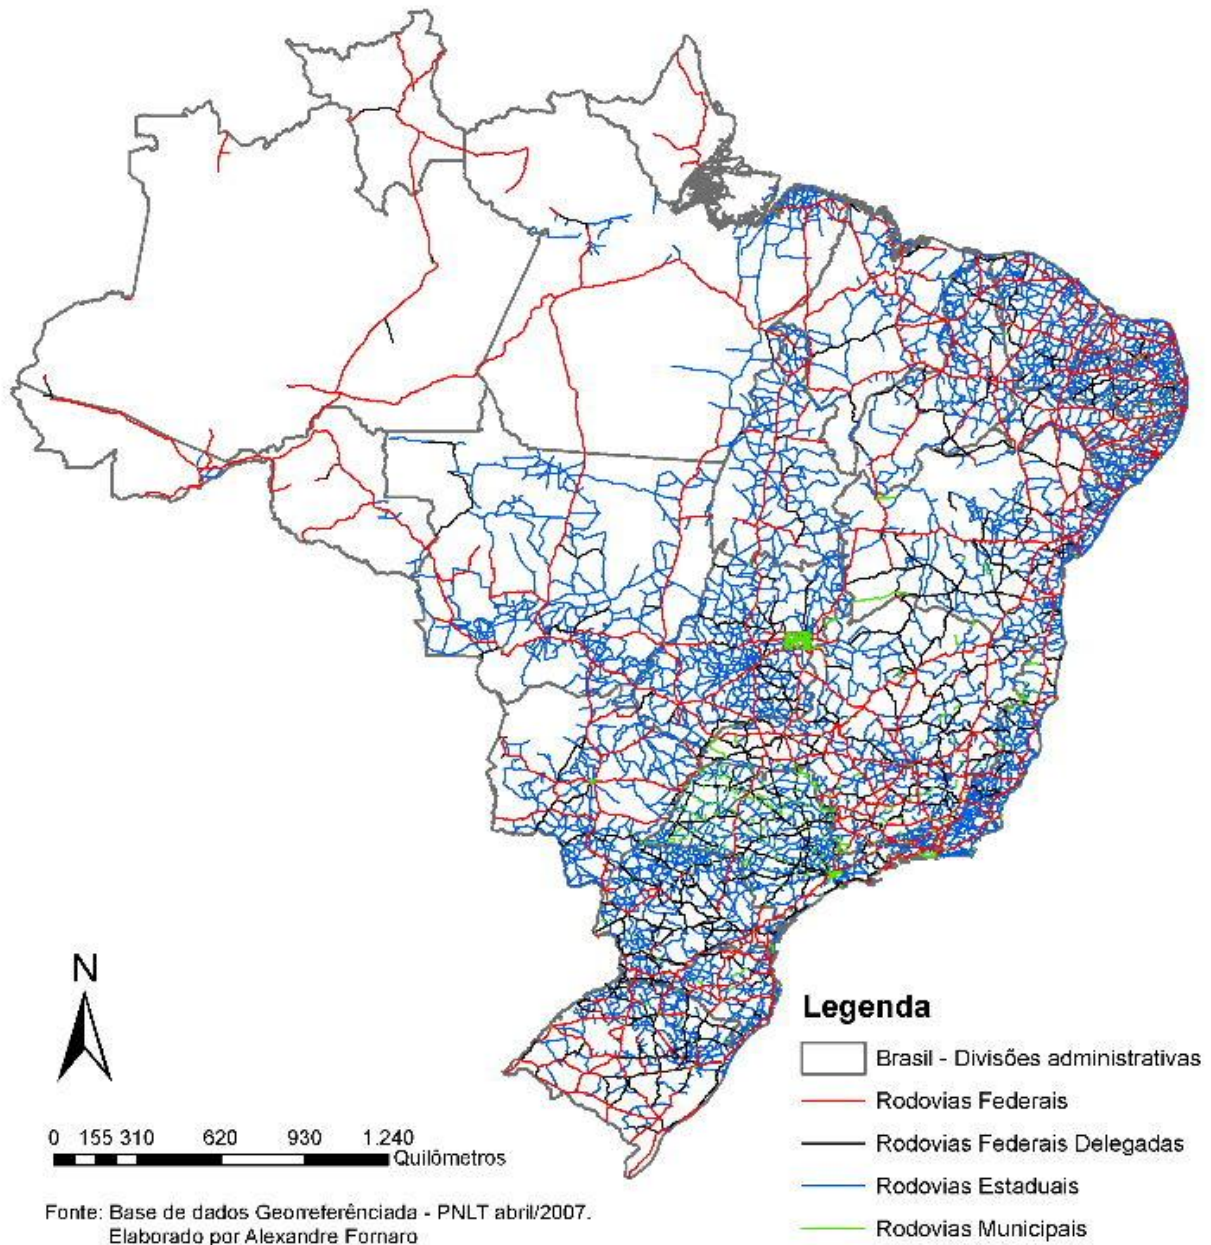 N
0 155 310 620 930 1.240
Quilômetros
Fonte: Base de dados Georreferênciada - PNLT abril/2007.
Elaborado por Alexandre Fornaro
Legenda
Brasil - Divisões administrativas
Rodovias Federais
Rodovias Federais Delegadas
Rodovias Estaduais
Rodovias Municipais